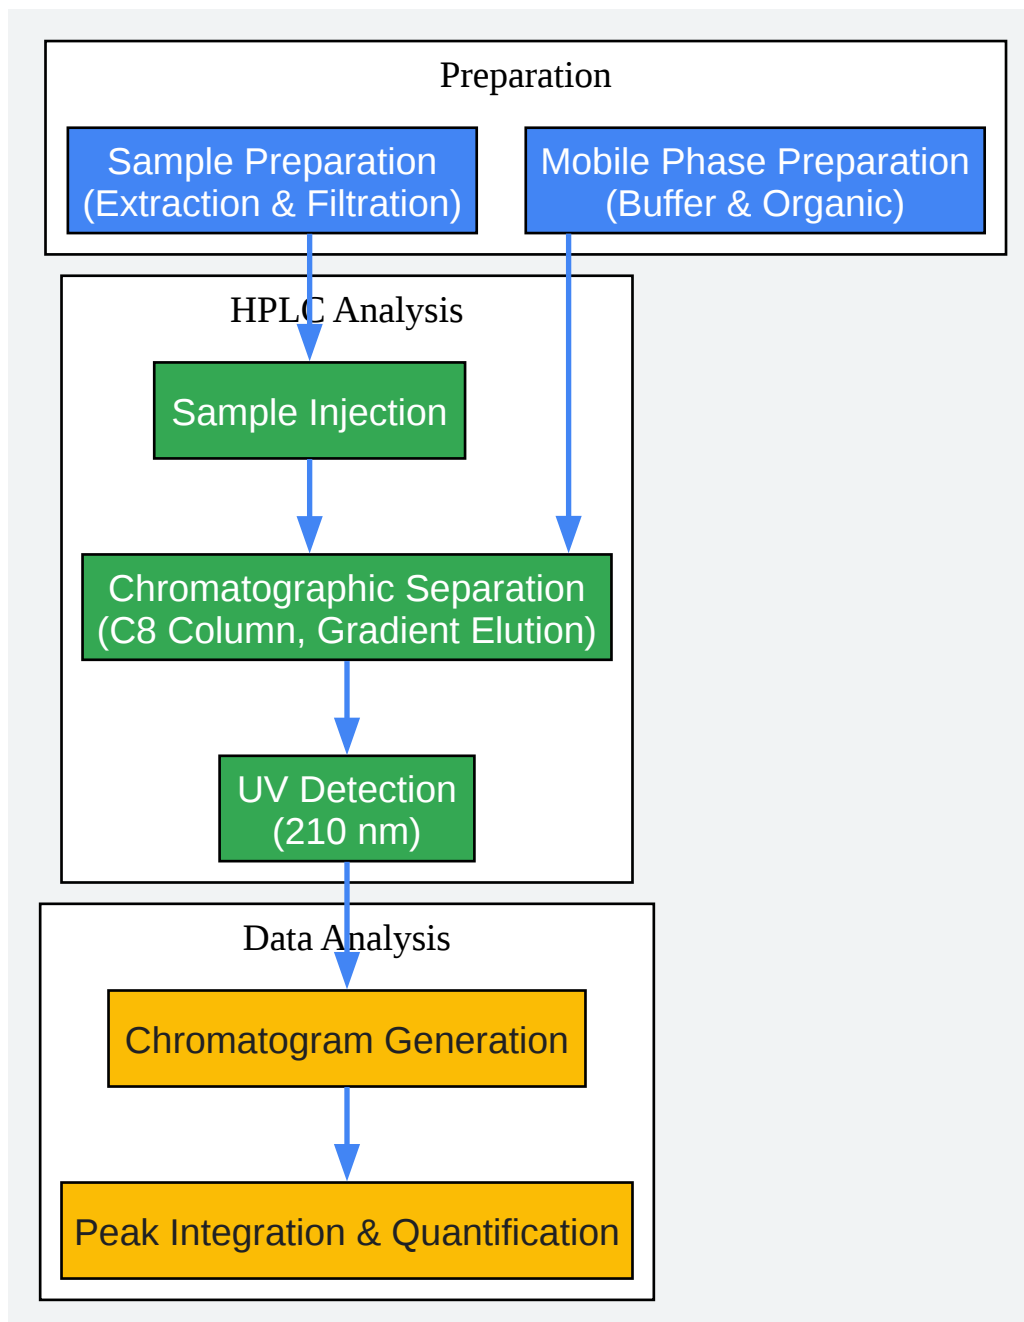 Preparation
Sample Preparation
(Extraction & Filtration)
Mobile Phase Preparation
(Buffer & Organic)
HPLC Analysis
Sample Injection
Chromatographic Separation
(C8 Column, Gradient Elution)
UV Detection
(210 nm)
Data Analysis
Chromatogram Generation
Peak Integration & Quantification